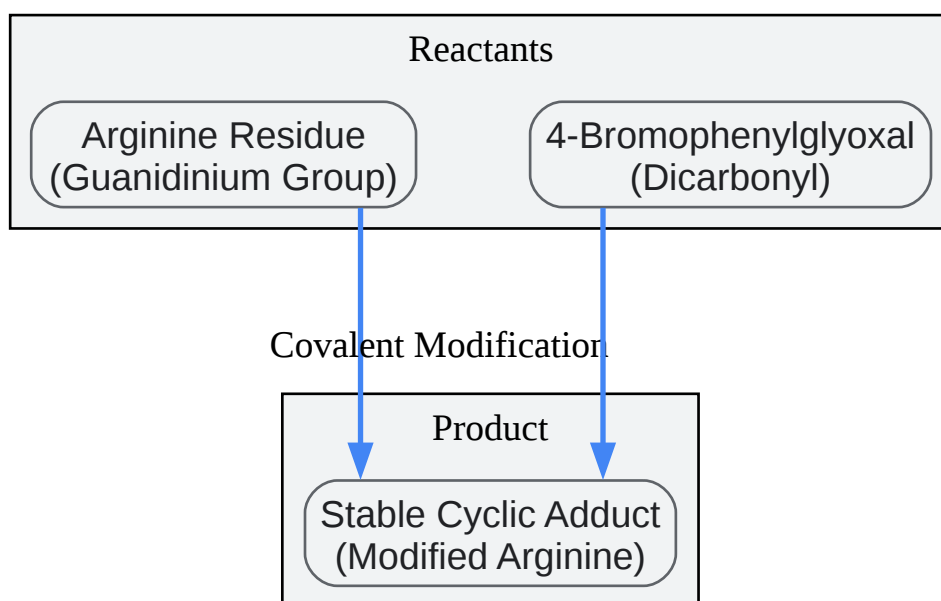 Reactants
Arginine Residue
(Guanidinium Group)
4-Bromophenylglyoxal
(Dicarbonyl)
Covalent Modification
Product
Stable Cyclic Adduct
(Modified Arginine)